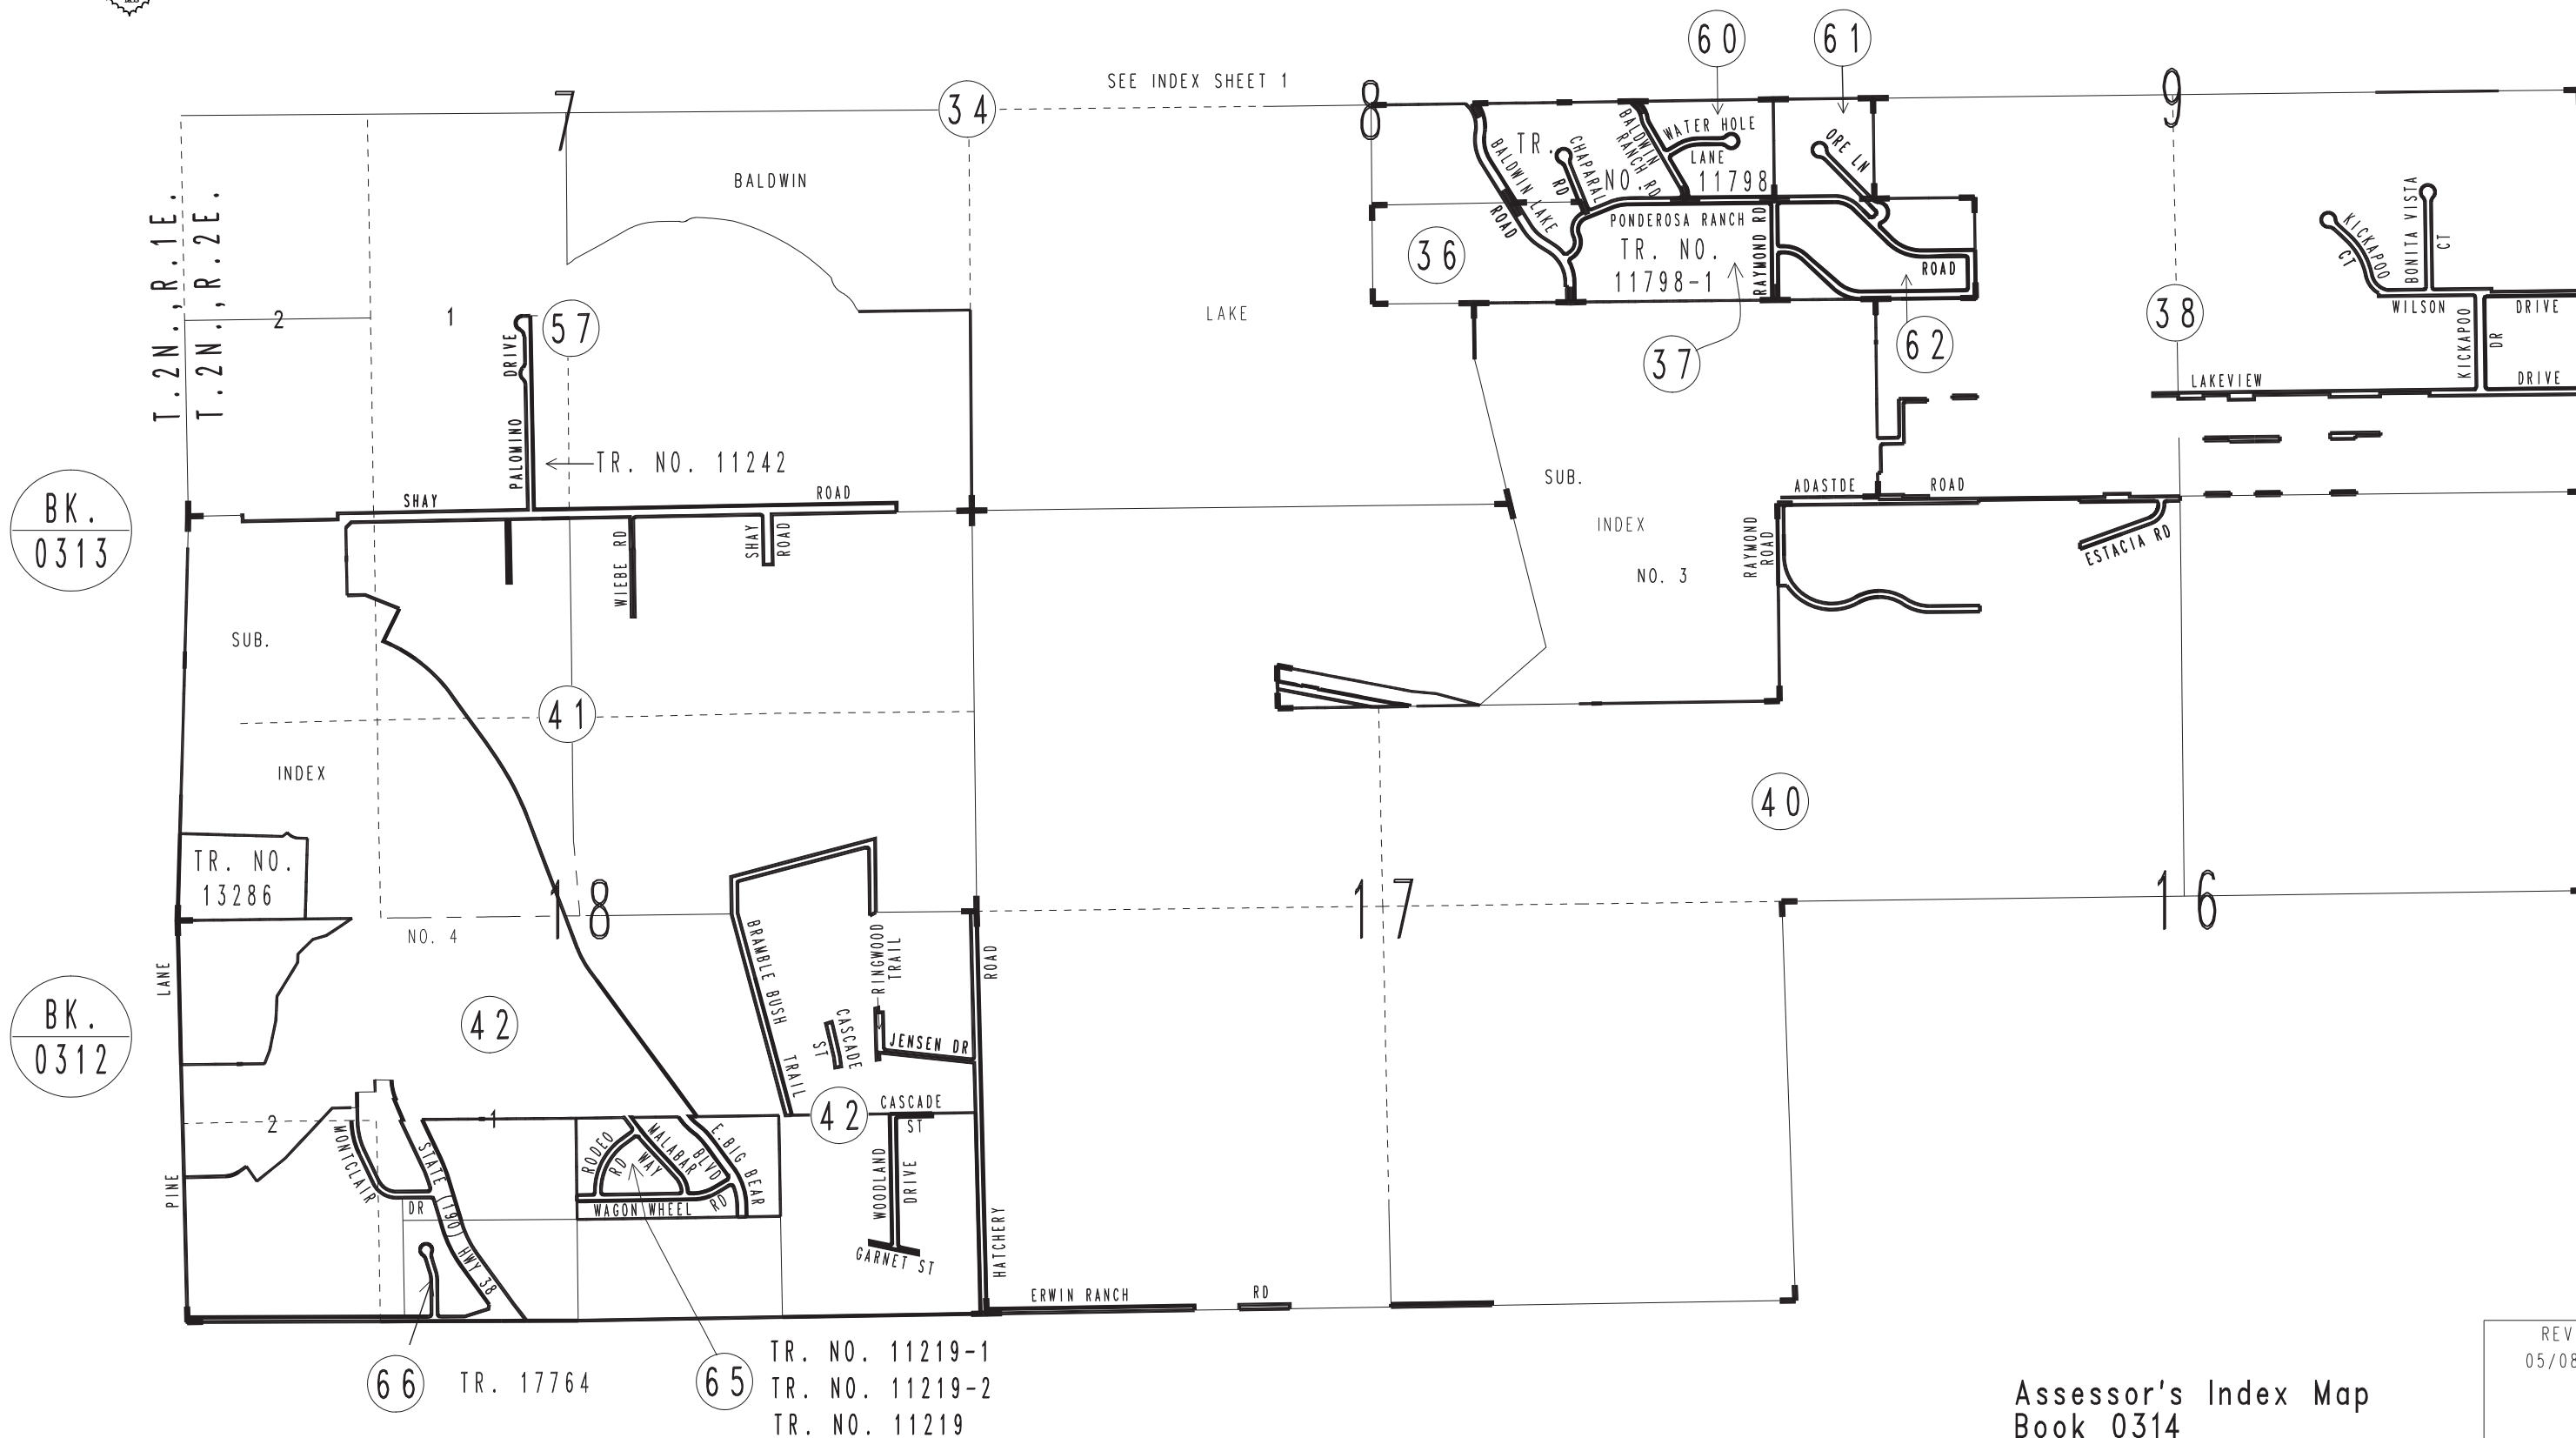 60
61
SEE INDEX SHEET 1
7
34
8
9
BALDWIN
TR.
NO. 11798
BALDWIN LAKE
ROAD
CHAPARAL
RD
BALDWIN
RANCH RD
WATER HOLE
LANE
ORE LN
T.2N.,R.1E.
T.2N.,R.2E.
36
PONDEROSA RANCH
ROAD
TR. NO.
11798-1
RAYMOND RD
KICKAPOO
CT
BONITA VISTA
CT
2
1
57
LAKE
37
62
38
WILSON
DRIVE
KICKAPOO
DR
LAKEVIEW
DRIVE
PALOMINO
DRIVE
TR. NO. 11242
SHAY
ROAD
BK.
0313
SUB.
INDEX
NO. 3
ADASTDE
ROAD
RAYMOND
ROAD
ESTACIA RD
WIEBE RD
SHAY
ROAD
SUB.
41
INDEX
40
TR. NO.
13286
18
17
16
NO. 4
LANE
BRAMBLE BUSH
TRAIL
RINGWOOD
TRAIL
ROAD
BK.
0312
42
CASCADE
ST
JENSEN DR
CASCADE
ST
42
2
1
MONTCLAIR
DR
STATE (190) HWY 38
RODEO
RD
MALABAR
WAY
E. BIG BEAR
BLVD
WAGON WHEEL
RD
WOODLAND
DRIVE
GARNET ST
PINE
HATCHERY
ERWIN RANCH
RD
66
TR. 17764
65
TR. NO. 11219-1
TR. NO. 11219-2
TR. NO. 11219
REV
05/08
Assessor's Index Map
Book 0314